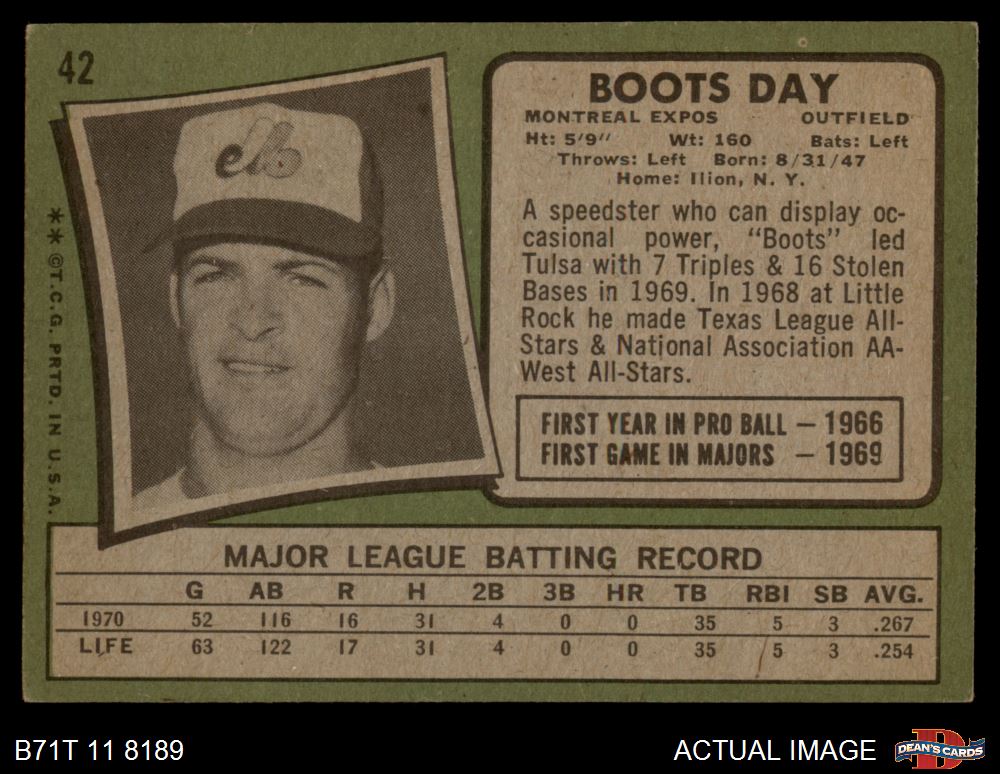 42
BOOTS DAY
MONTREAL EXPOS OUTFIELD
Ht: 5'9" Wt: 160 Bats: Left
Throws: Left Born: 8/31/47
Home: Ilion, N. Y.
A speedster who can display oc-
casional power, "Boots" led
Tulsa with 7 Triples & 16 Stolen
Bases in 1969. In 1968 at Little
Rock he made Texas League All-
Stars & National Association AA-
West All-Stars.
FIRST YEAR IN PRO BALL — 1966
FIRST GAME IN MAJORS — 1969
**©T.C.G. PRTD. IN U.S.A.
MAJOR LEAGUE BATTING RECORD
G AB R H 2B 3B HR TB RBI SB AVG.
1970 52 116 16 31 4 0 0 35 5 3 .267
LIFE 63 122 17 31 4 0 0 35 5 3 .254
B71T 11 8189
ACTUAL IMAGE
DEAN'S CARDS